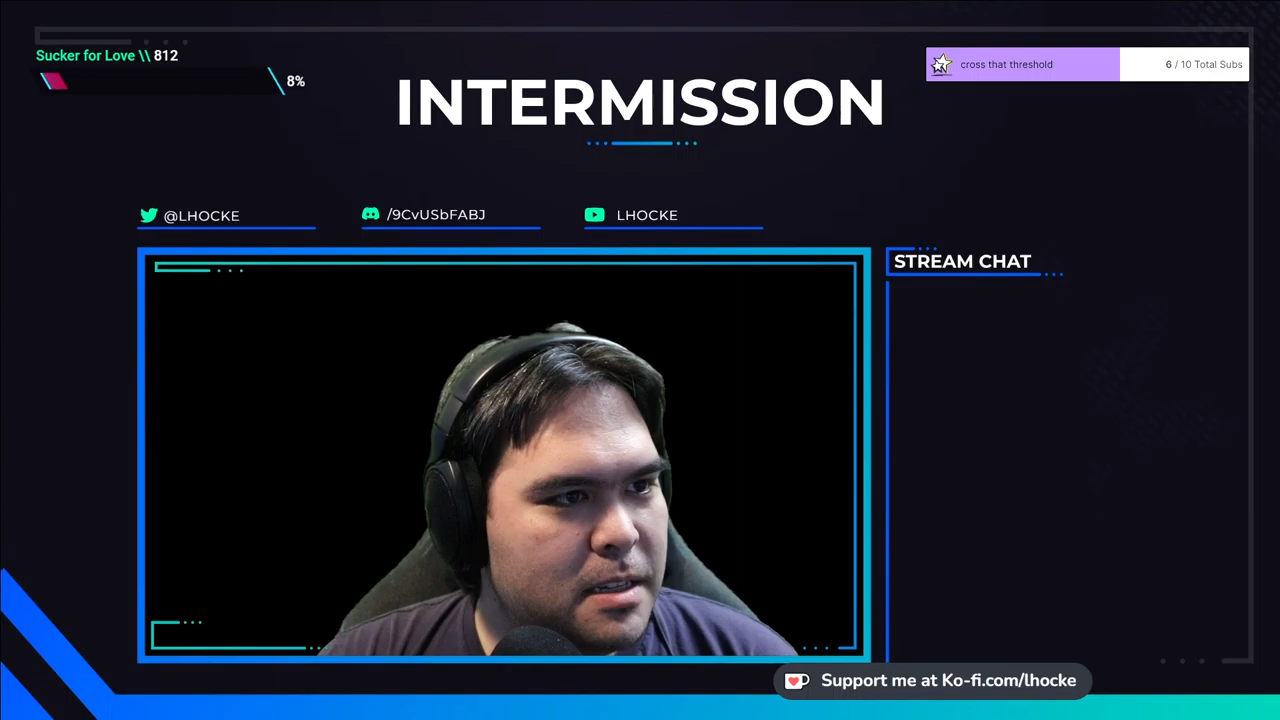 Sucker for Love \\ 812
8%
INTERMISSION
cross that threshold
6 / 10 Total Subs
@LHOCKE
/9CvUSbFABJ
LHOCKE
STREAM CHAT
Support me at Ko-fi.com/lhocke